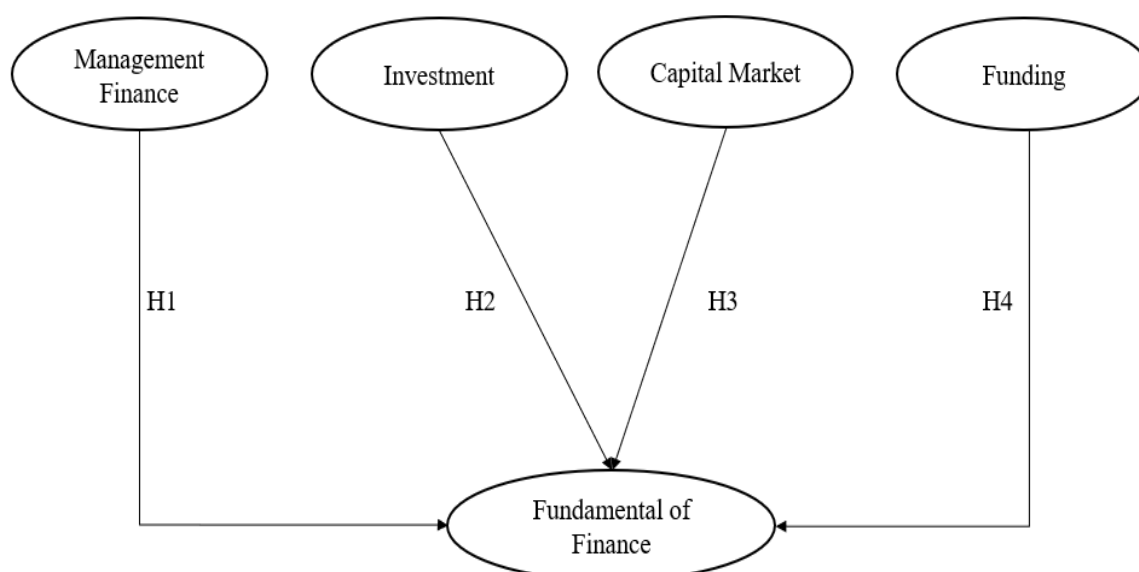 Management
Finance
Investment
Capital Market
Funding
H1
H2
H3
H4
Fundamental of
Finance